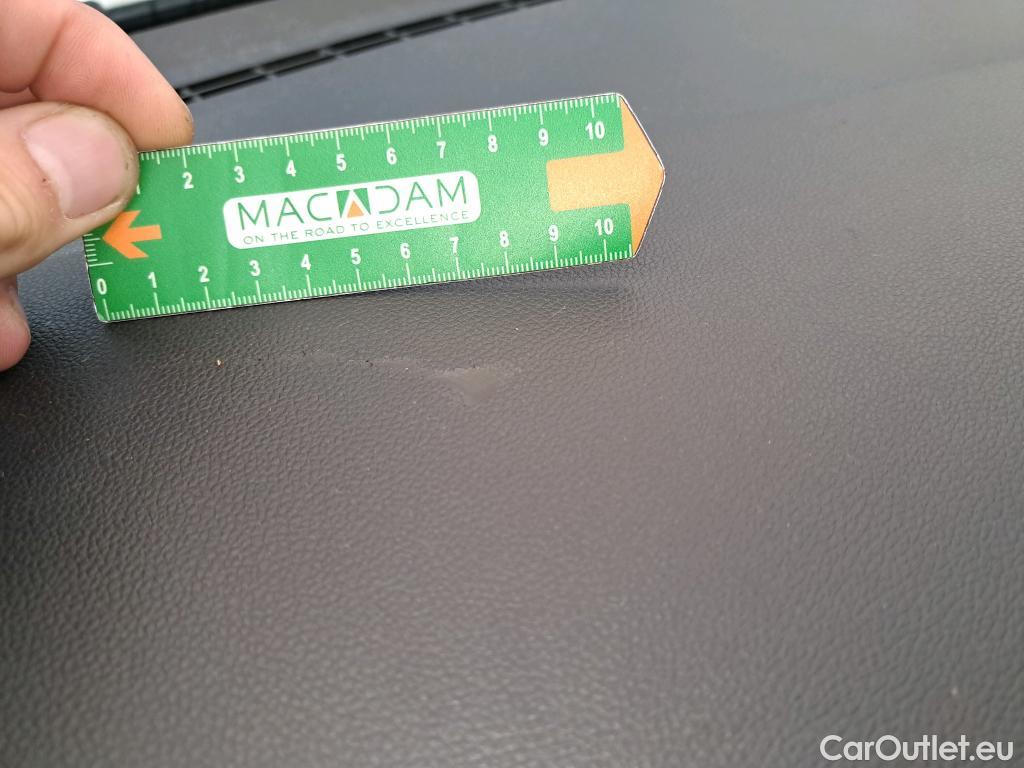 1 2 3 4 5 6 7 8 9 10
MACADAM
ON THE ROAD TO EXCELLENCE
0 1 2 3 4 5 6 7 8 9 10
CarOutlet.eu